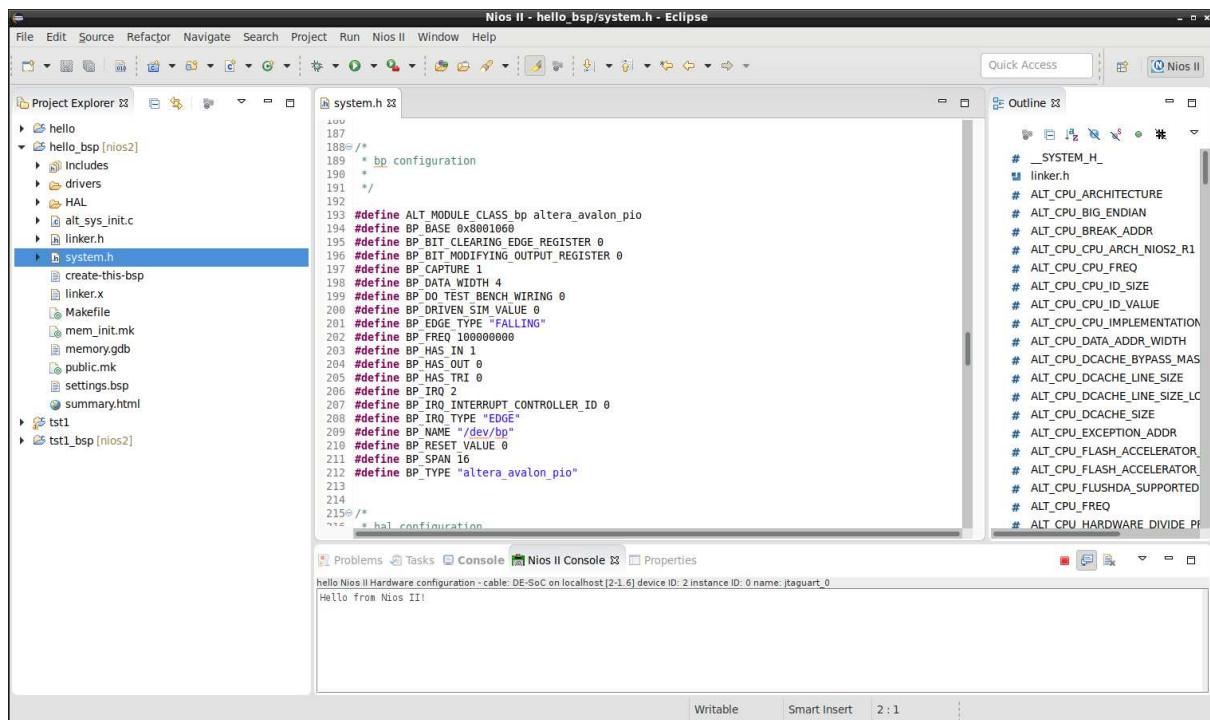 Nios II - hello_bsp/system.h - Eclipse
File Edit Source Refactor Navigate Search Project Run Nios II Window Help
Quick Access
Nios II
Project Explorer
hello
hello_bsp [nios2]
Includes
drivers
HAL
alt_sys_init.c
linker.h
system.h
create-this-bsp
linker.x
Makefile
mem_init.mk
memory.gdb
public.mk
settings.bsp
summary.html
tst1
tst1_bsp [nios2]
system.h
186
187
188 /*
189 * bp configuration
190 *
191 */
192
193 #define ALT_MODULE_CLASS_bp altera_avalon_pio
194 #define BP_BASE 0x8001060
195 #define BP_BIT_CLEARING_EDGE_REGISTER 0
196 #define BP_BIT_MODIFYING_OUTPUT_REGISTER 0
197 #define BP_CAPTURE 1
198 #define BP_DATA_WIDTH 4
199 #define BP_DO_TEST_BENCH_WIRING 0
200 #define BP_DRIVEN_SIM_VALUE 0
201 #define BP_EDGE_TYPE "FALLING"
202 #define BP_FREQ 100000000
203 #define BP_HAS_IN 1
204 #define BP_HAS_OUT 0
205 #define BP_HAS_TRI 0
206 #define BP_IRQ 2
207 #define BP_IRQ_INTERRUPT_CONTROLLER_ID 0
208 #define BP_IRQ_TYPE "EDGE"
209 #define BP_NAME "/dev/bp"
210 #define BP_RESET_VALUE 0
211 #define BP_SPAN 16
212 #define BP_TYPE "altera_avalon_pio"
213
214
215 /*
216 * hal configuration
Outline
# __SYSTEM_H_
linker.h
# ALT_CPU_ARCHITECTURE
# ALT_CPU_BIG_ENDIAN
# ALT_CPU_BREAK_ADDR
# ALT_CPU_CPU_ARCH_NIOS2_R1
# ALT_CPU_CPU_FREQ
# ALT_CPU_CPU_ID_SIZE
# ALT_CPU_CPU_ID_VALUE
# ALT_CPU_CPU_IMPLEMENTATION
# ALT_CPU_DATA_ADDR_WIDTH
# ALT_CPU_DCACHE_BYPASS_MAS
# ALT_CPU_DCACHE_LINE_SIZE
# ALT_CPU_DCACHE_LINE_SIZE_LO
# ALT_CPU_DCACHE_SIZE
# ALT_CPU_EXCEPTION_ADDR
# ALT_CPU_FLASH_ACCELERATOR_
# ALT_CPU_FLASH_ACCELERATOR_
# ALT_CPU_FLUSHDA_SUPPORTED
# ALT_CPU_FREQ
# ALT_CPU_HARDWARE_DIVIDE_PR
Problems Tasks Console Nios II Console Properties
hello Nios II Hardware configuration - cable: DE-SoC on localhost [2-1.6] device ID: 2 instance ID: 0 name: jtaguart_0
Hello from Nios II!
Writable Smart Insert 2 : 1